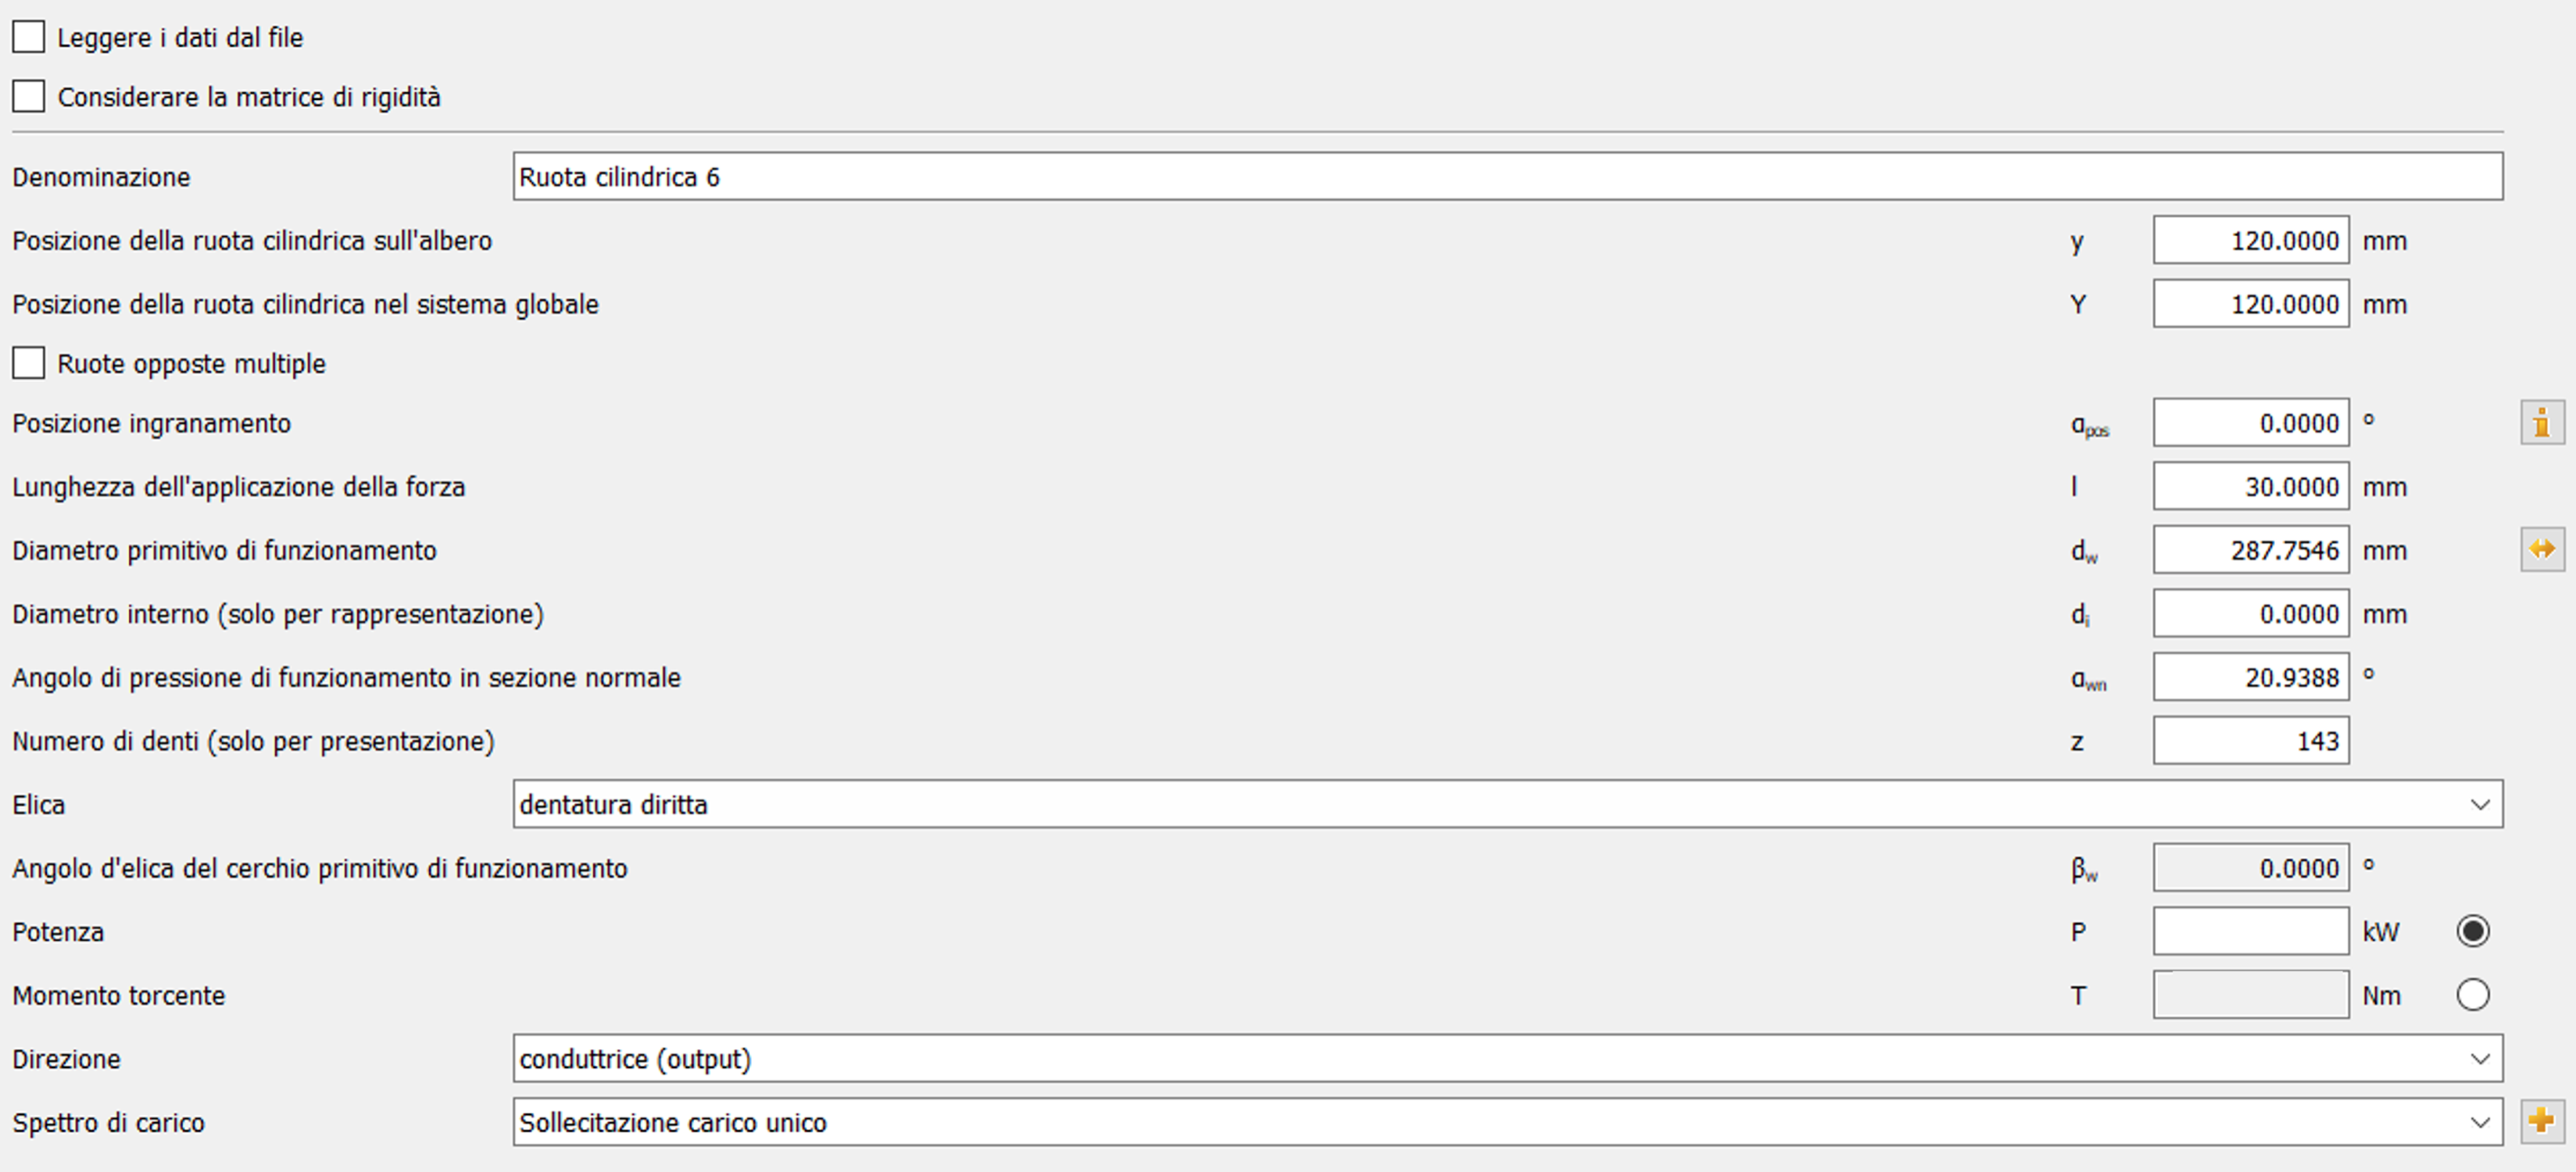 Leggere i dati dal file
Considerare la matrice di rigidità
Denominazione Ruota cilindrica 6
Posizione della ruota cilindrica sull'albero y 120.0000 mm
Posizione della ruota cilindrica nel sistema globale Y 120.0000 mm
Ruote opposte multiple
Posizione ingranamento α_pos 0.0000 °
Lunghezza dell'applicazione della forza l 30.0000 mm
Diametro primitivo di funzionamento d_w 287.7546 mm
Diametro interno (solo per rappresentazione) d_i 0.0000 mm
Angolo di pressione di funzionamento in sezione normale α_wn 20.9388 °
Numero di denti (solo per presentazione) z 143
Elica dentatura diritta
Angolo d'elica del cerchio primitivo di funzionamento β_w 0.0000 °
Potenza P kW
Momento torcente T Nm
Direzione conduttrice (output)
Spettro di carico Sollecitazione carico unico